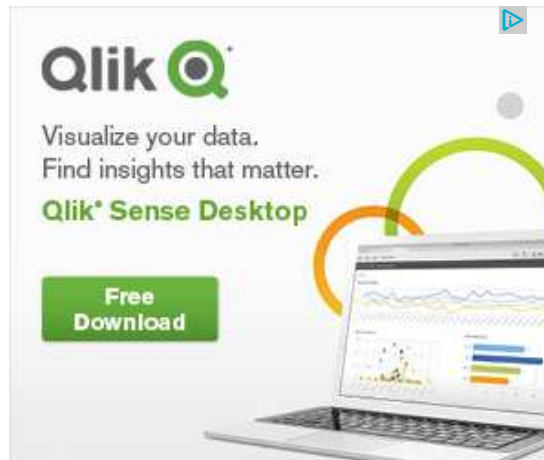 Qlik
Visualize your data.
Find insights that matter.
Qlik® Sense Desktop
Free
Download